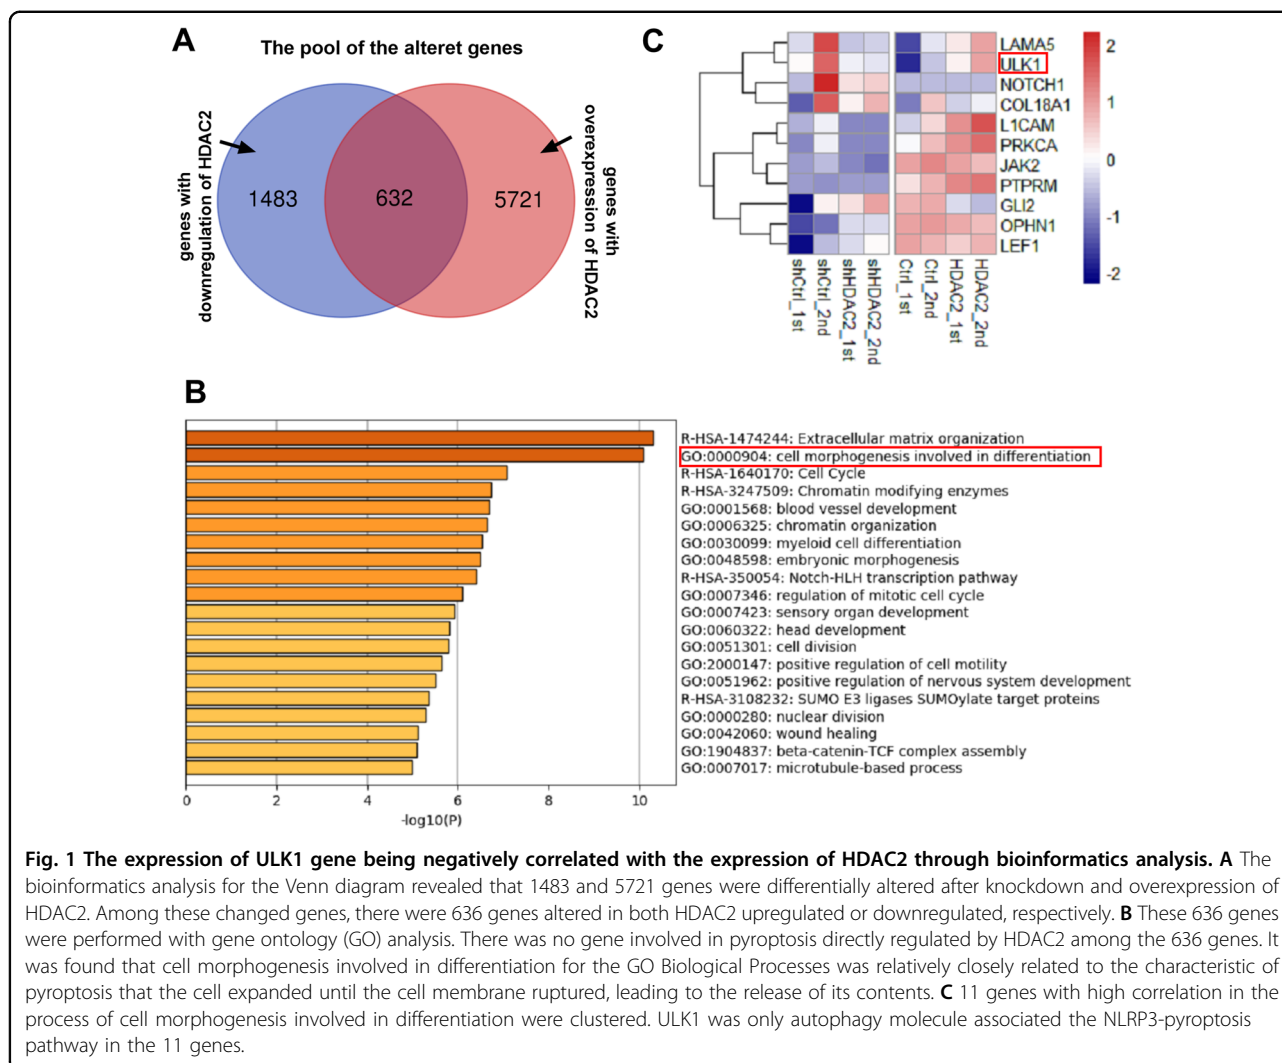 A
The pool of the alteret genes
genes with
downregulation of HDAC2
1483
632
5721
genes with
overexpression of HDAC2
C
LAMA5
ULK1
NOTCH1
COL18A1
L1CAM
PRKCA
JAK2
PTPRM
GLI2
OPHN1
LEF1
2
1
0
-1
-2
shCtrl_1st
shCtrl_2nd
shHDAC2_1st
shHDAC2_2nd
Ctrl_1st
Ctrl_2nd
HDAC2_1st
HDAC2_2nd
B
R-HSA-1474244: Extracellular matrix organization
GO:0000904: cell morphogenesis involved in differentiation
R-HSA-1640170: Cell Cycle
R-HSA-3247509: Chromatin modifying enzymes
GO:0001568: blood vessel development
GO:0006325: chromatin organization
GO:0030099: myeloid cell differentiation
GO:0048598: embryonic morphogenesis
R-HSA-350054: Notch-HLH transcription pathway
GO:0007346: regulation of mitotic cell cycle
GO:0007423: sensory organ development
GO:0060322: head development
GO:0051301: cell division
GO:2000147: positive regulation of cell motility
GO:0051962: positive regulation of nervous system development
R-HSA-3108232: SUMO E3 ligases SUMOylate target proteins
GO:0000280: nuclear division
GO:0042060: wound healing
GO:1904837: beta-catenin-TCF complex assembly
GO:0007017: microtubule-based process
0 2 4 6 8 10
-log10(P)
Fig. 1 The expression of ULK1 gene being negatively correlated with the expression of HDAC2 through bioinformatics analysis. A The
bioinformatics analysis for the Venn diagram revealed that 1483 and 5721 genes were differentially altered after knockdown and overexpression of
HDAC2. Among these changed genes, there were 636 genes altered in both HDAC2 upregulated or downregulated, respectively. B These 636 genes
were performed with gene ontology (GO) analysis. There was no gene involved in pyroptosis directly regulated by HDAC2 among the 636 genes. It
was found that cell morphogenesis involved in differentiation for the GO Biological Processes was relatively closely related to the characteristic of
pyroptosis that the cell expanded until the cell membrane ruptured, leading to the release of its contents. C 11 genes with high correlation in the
process of cell morphogenesis involved in differentiation were clustered. ULK1 was only autophagy molecule associated the NLRP3-pyroptosis
pathway in the 11 genes.